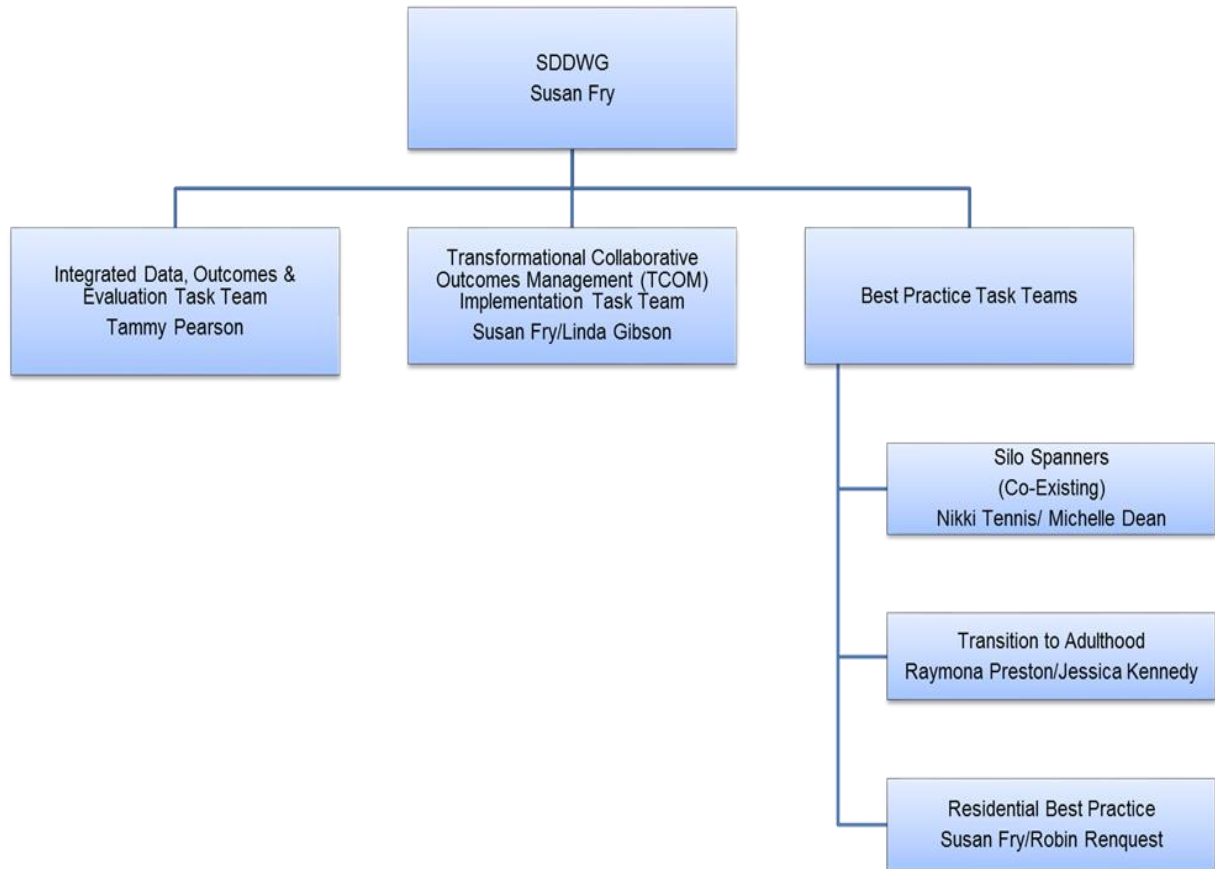 SDDWG
Susan Fry
Integrated Data, Outcomes &
Evaluation Task Team
Tammy Pearson
Transformational Collaborative
Outcomes Management (TCOM)
Implementation Task Team
Susan Fry/Linda Gibson
Best Practice Task Teams
Silo Spanners
(Co-Existing)
Nikki Tennis/ Michelle Dean
Transition to Adulthood
Raymona Preston/Jessica Kennedy
Residential Best Practice
Susan Fry/Robin Renquest